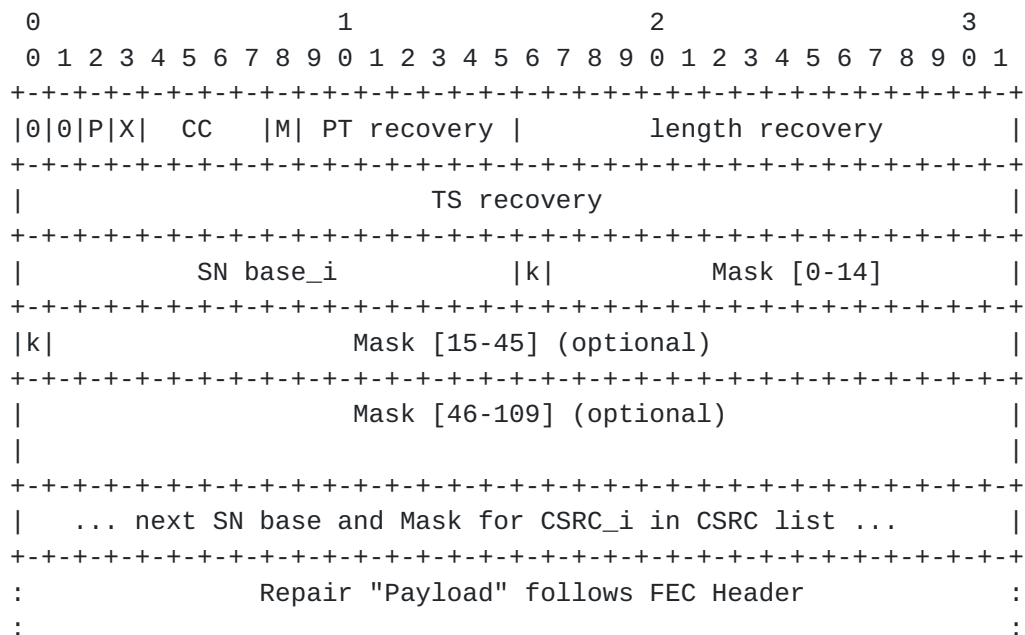 0                   1                   2                   3
 0 1 2 3 4 5 6 7 8 9 0 1 2 3 4 5 6 7 8 9 0 1 2 3 4 5 6 7 8 9 0 1
+-+-+-+-+-+-+-+-+-+-+-+-+-+-+-+-+-+-+-+-+-+-+-+-+-+-+-+-+-+-+-+-+
|0|0|P|X|  CC   |M| PT recovery |        length recovery        |
+-+-+-+-+-+-+-+-+-+-+-+-+-+-+-+-+-+-+-+-+-+-+-+-+-+-+-+-+-+-+-+-+
|                          TS recovery                          |
+-+-+-+-+-+-+-+-+-+-+-+-+-+-+-+-+-+-+-+-+-+-+-+-+-+-+-+-+-+-+-+-+
|           SN base_i           |k|          Mask [0-14]        |
+-+-+-+-+-+-+-+-+-+-+-+-+-+-+-+-+-+-+-+-+-+-+-+-+-+-+-+-+-+-+-+-+
|k|                   Mask [15-45] (optional)                   |
+-+-+-+-+-+-+-+-+-+-+-+-+-+-+-+-+-+-+-+-+-+-+-+-+-+-+-+-+-+-+-+-+
|                     Mask [46-109] (optional)                  |
|                                                               |
+-+-+-+-+-+-+-+-+-+-+-+-+-+-+-+-+-+-+-+-+-+-+-+-+-+-+-+-+-+-+-+-+
|   ... next SN base and Mask for CSRC_i in CSRC list ...       |
+-+-+-+-+-+-+-+-+-+-+-+-+-+-+-+-+-+-+-+-+-+-+-+-+-+-+-+-+-+-+-+-+
:               Repair "Payload" follows FEC Header             :
:                                                               :